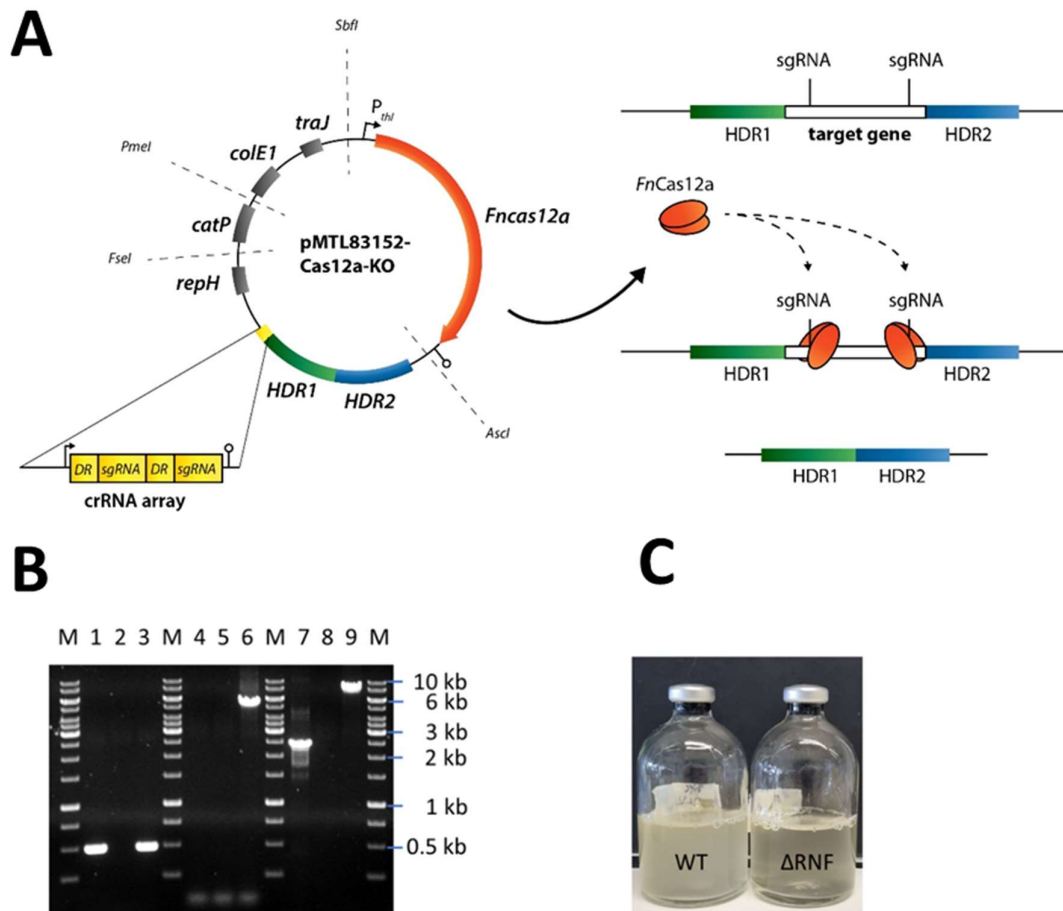 A
SbfI
P thl
traJ
PmeI
colE1
catP
FseI
repH
pMTL83152-
Cas12a-KO
Fncas12a
HDR1
HDR2
AscI
DR sgRNA DR sgRNA
crRNA array
sgRNA sgRNA
HDR1 target gene HDR2
FnCas12a
sgRNA sgRNA
HDR1 HDR2
HDR1 HDR2
B
M 1 2 3 M 4 5 6 M 7 8 9 M
10 kb
6 kb
3 kb
2 kb
1 kb
0.5 kb
C
WT
ΔRNF